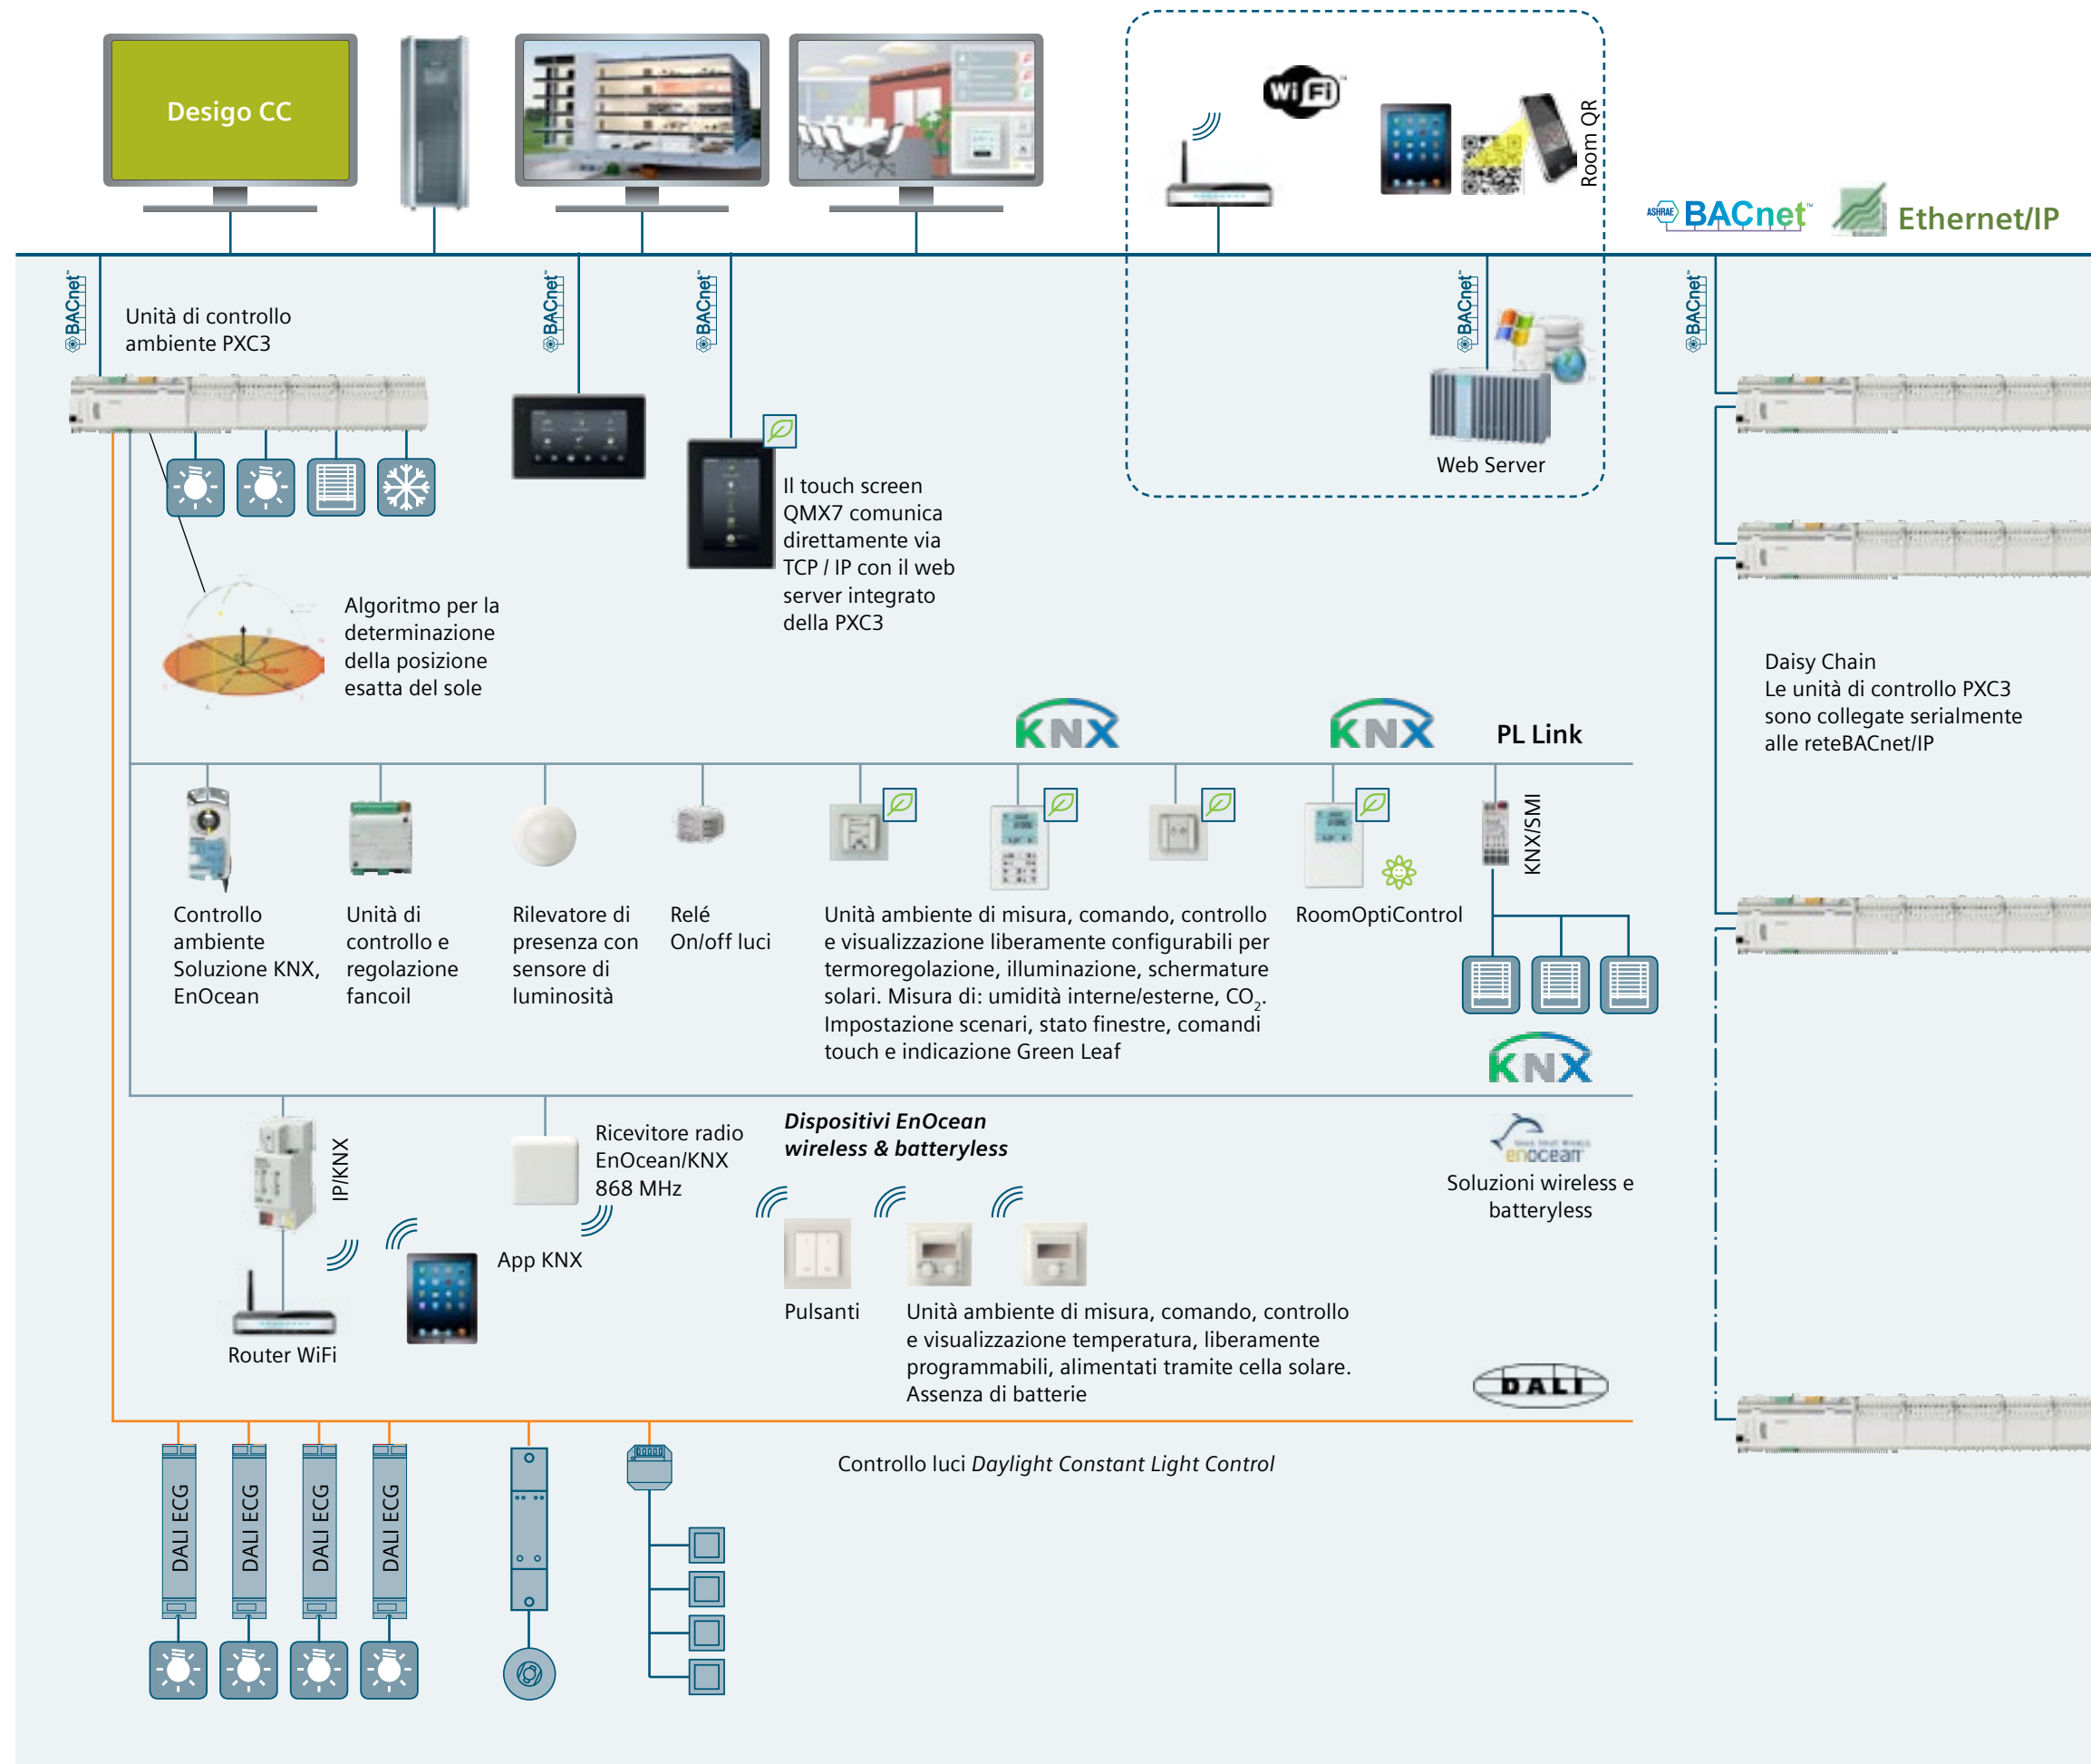 Desigo CC
WiFi
Room QR
ASHRAE BACnet™
Ethernet/IP
BACnet
BACnet
BACnet
BACnet
BACnet
Unità di controllo
ambiente PXC3
Web Server
Il touch screen
QMX7 comunica
direttamente via
TCP / IP con il web
server integrato
della PXC3
Algoritmo per la
determinazione
della posizione
esatta del sole
Daisy Chain
Le unità di controllo PXC3
sono collegate serialmente
alle reteBACnet/IP
KNX
KNX
PL Link
KNX/SMI
Controllo
ambiente
Soluzione KNX,
EnOcean
Unità di
controllo e
regolazione
fancoil
Rilevatore di
presenza con
sensore di
luminosità
Relé
On/off luci
Unità ambiente di misura, comando, controllo
e visualizzazione liberamente configurabili per
termoregolazione, illuminazione, schermature
solari. Misura di: umidità interne/esterne, CO₂.
Impostazione scenari, stato finestre, comandi
touch e indicazione Green Leaf
RoomOptiControl
KNX
IP/KNX
Ricevitore radio
EnOcean/KNX
868 MHz
Dispositivi EnOcean
wireless & batteryless
enocean
Soluzioni wireless e
batteryless
App KNX
Router WiFi
Pulsanti
Unità ambiente di misura, comando, controllo
e visualizzazione temperatura, liberamente
programmabili, alimentati tramite cella solare.
Assenza di batterie
DALI
Controllo luci Daylight Constant Light Control
DALI ECG
DALI ECG
DALI ECG
DALI ECG